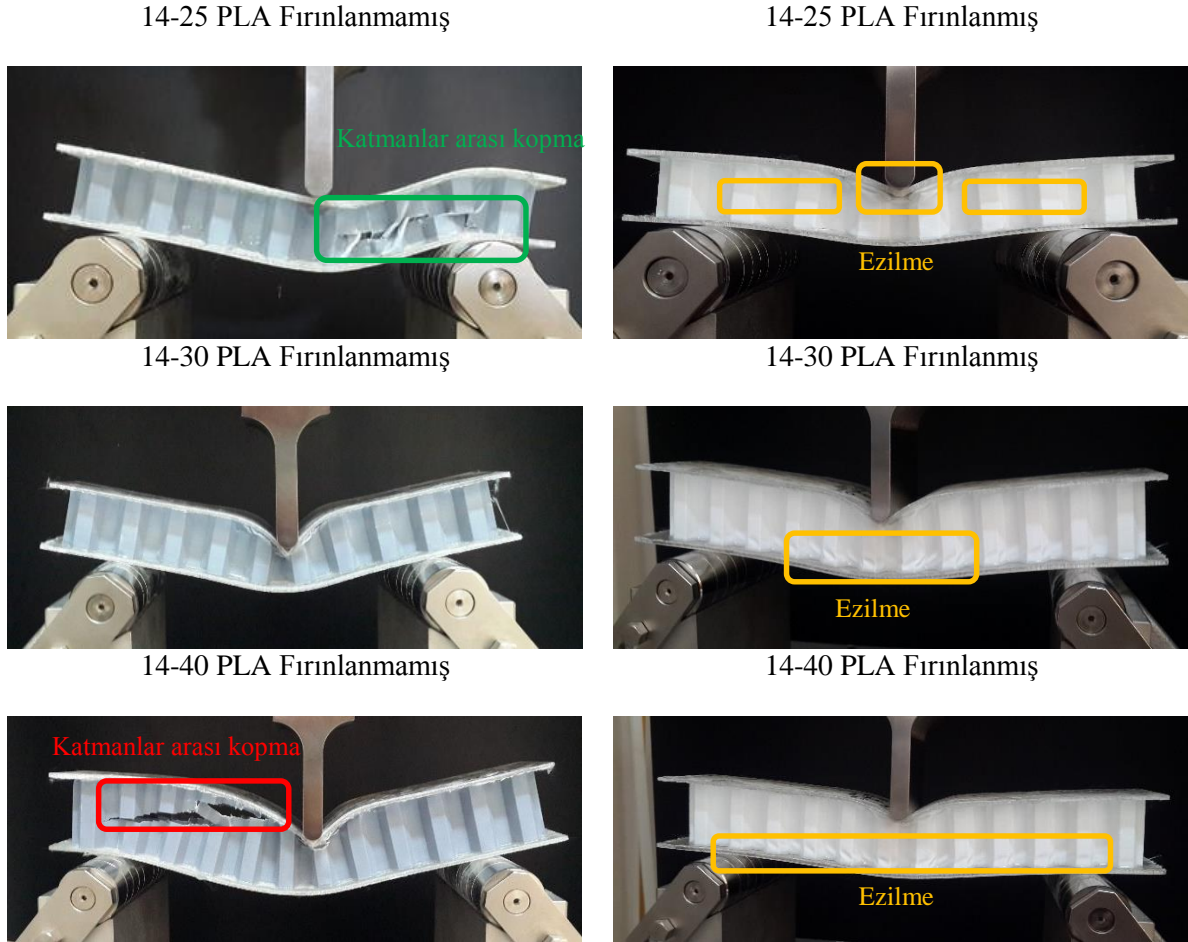 14-25 PLA Fırınlanmamış
14-25 PLA Fırınlanmış
Katmanlar arası kopma
Ezilme
14-30 PLA Fırınlanmamış
14-30 PLA Fırınlanmış
Ezilme
14-40 PLA Fırınlanmamış
14-40 PLA Fırınlanmış
Katmanlar arası kopma
Ezilme